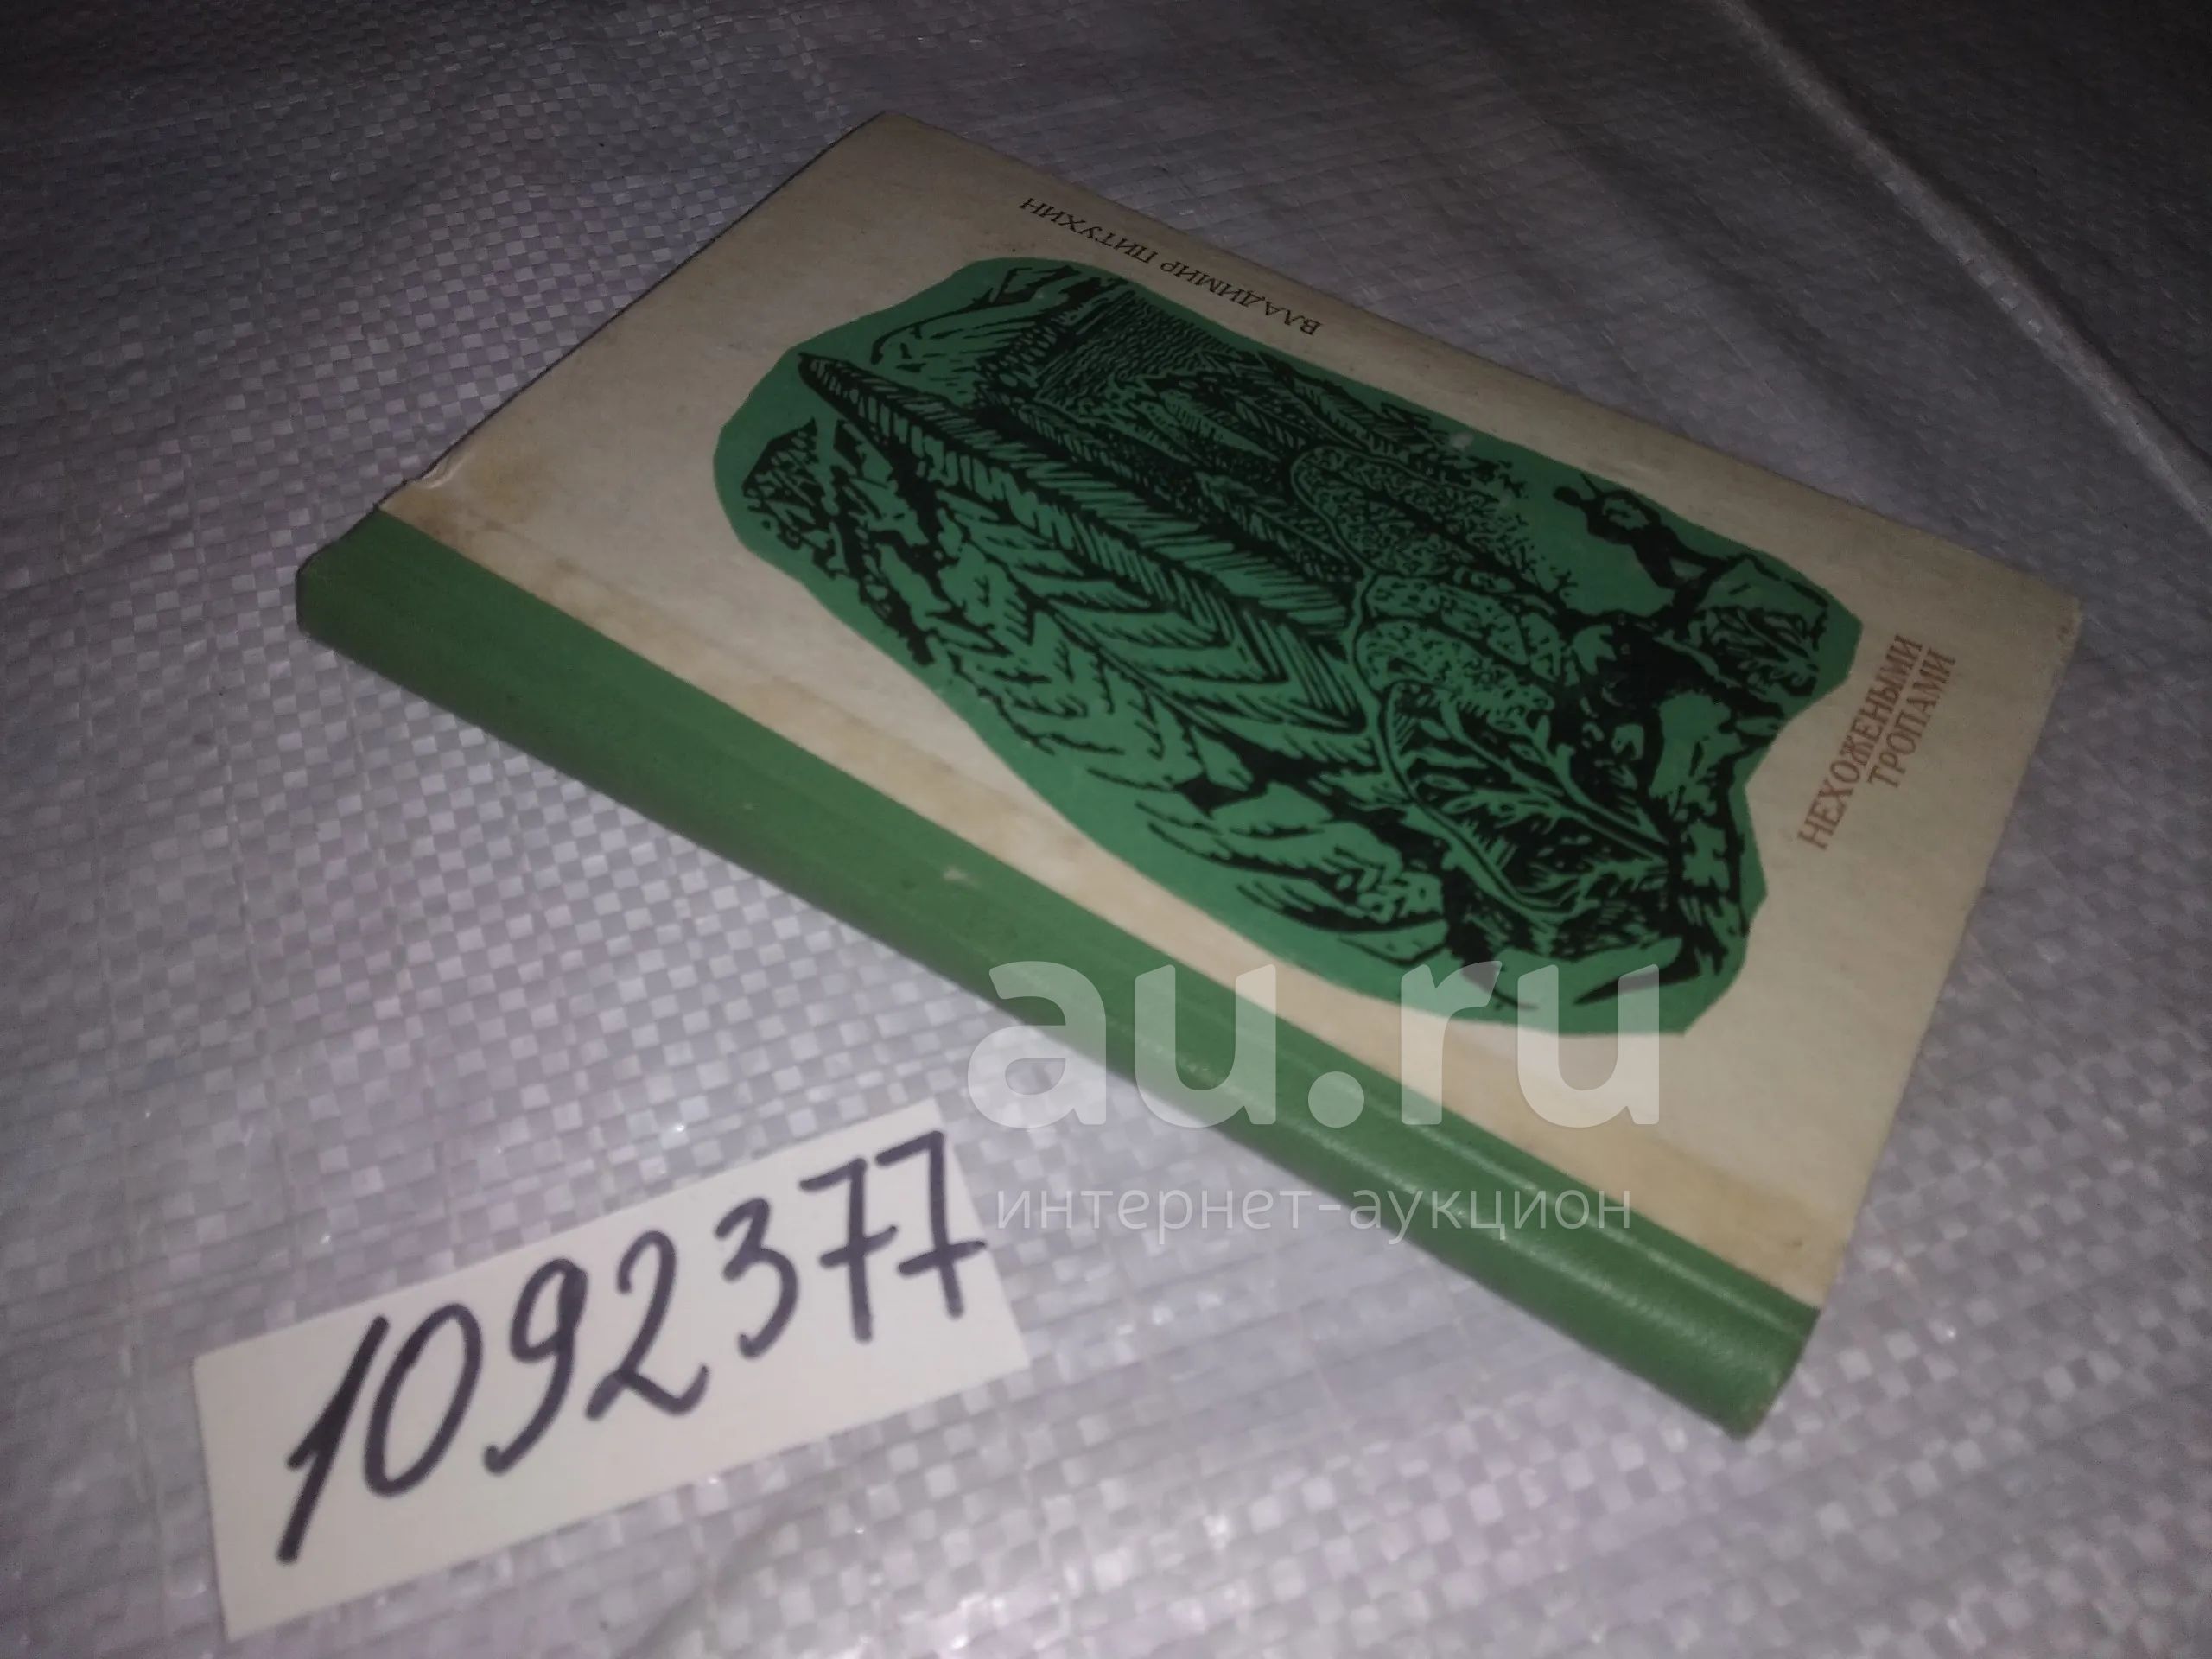 ВЛАДИМИР ПИТУХИН
НЕХОЖЕНЫМИ
ТРОПАМИ
au.ru
интернет-аукцион
1092377